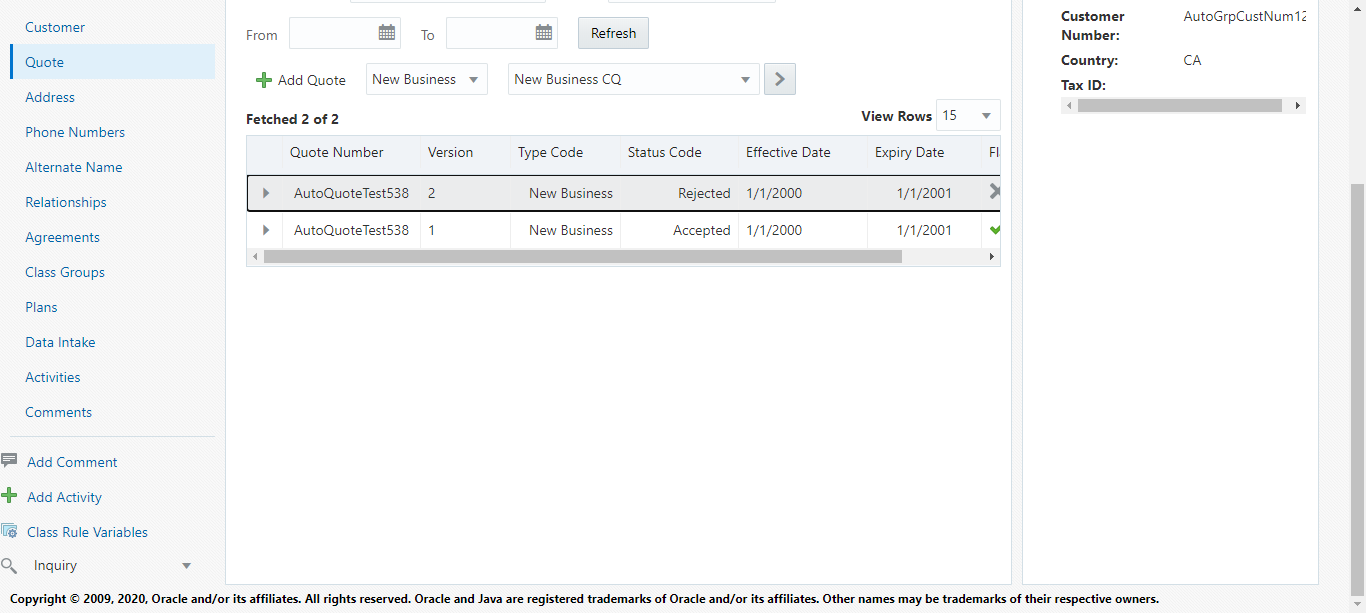 Customer
Quote
Address
Phone Numbers
Alternate Name
Relationships
Agreements
Class Groups
Plans
Data Intake
Activities
Comments
Add Comment
Add Activity
Class Rule Variables
Inquiry
From To Refresh
Add Quote New Business New Business CQ
Fetched 2 of 2 View Rows 15
Quote Number Version Type Code Status Code Effective Date Expiry Date
AutoQuoteTest538 2 New Business Rejected 1/1/2000 1/1/2001
AutoQuoteTest538 1 New Business Accepted 1/1/2000 1/1/2001
Customer AutoGrpCustNum12
Number:
Country: CA
Tax ID:
Copyright © 2009, 2020, Oracle and/or its affiliates. All rights reserved. Oracle and Java are registered trademarks of Oracle and/or its affiliates. Other names may be trademarks of their respective owners.